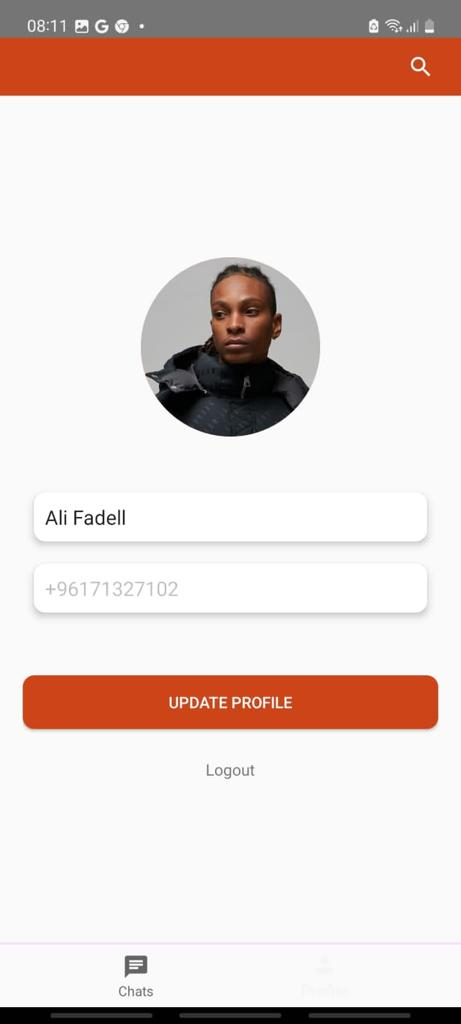 08:11
Ali Fadell
+96171327102
UPDATE PROFILE
Logout
Chats